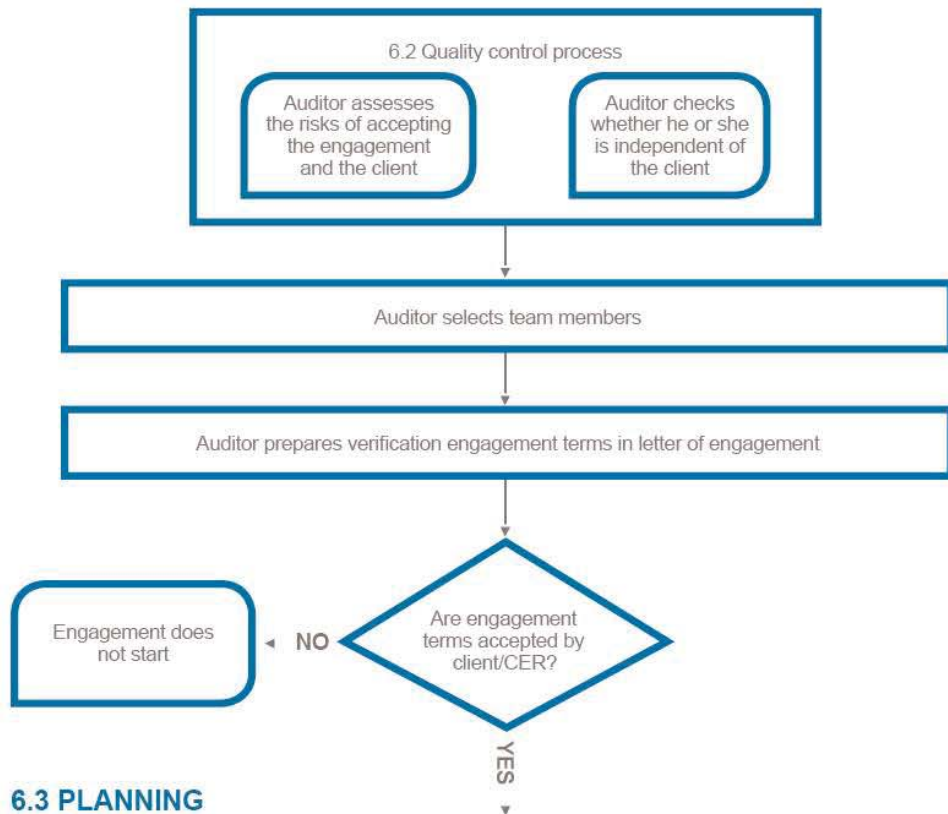 6.2 Quality control process
Auditor assesses
the risks of accepting
the engagement
and the client
Auditor checks
whether he or she
is independent of
the client
Auditor selects team members
Auditor prepares verification engagement terms in letter of engagement
Are engagement
terms accepted by
client/CER?
NO
Engagement does
not start
YES
6.3 PLANNING